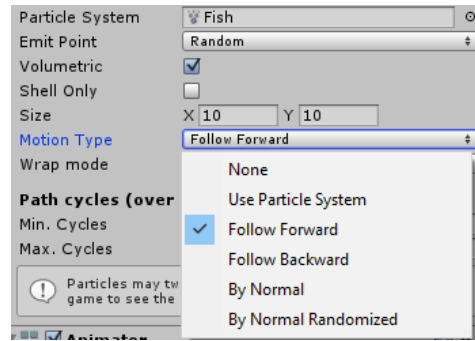 Particle System Fish
Emit Point Random
Volumetric
Shell Only
Size X 10 Y 10
Motion Type Follow Forward
Wrap mode
None
Use Particle System
Path cycles (over
Follow Forward
Min. Cycles
Follow Backward
Max. Cycles
By Normal
Particles may tw
game to see the
By Normal Randomized